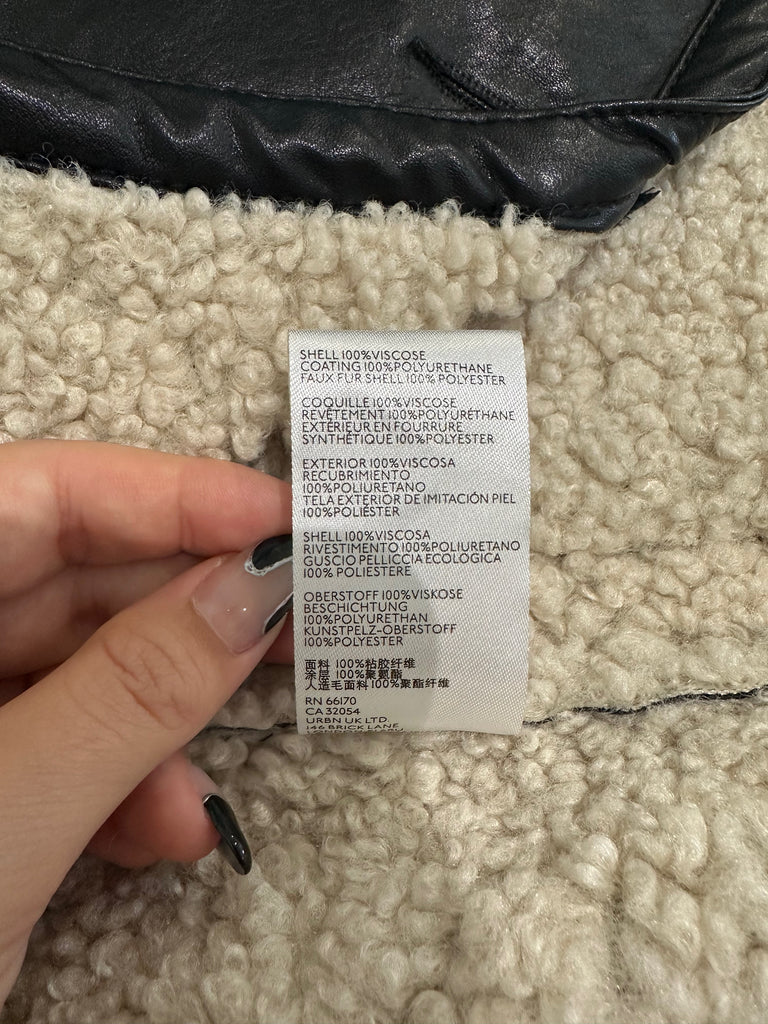 SHELL 100%VISCOSE
COATING 100%POLYURETHANE
FAUX FUR SHELL 100% POLYESTER
COQUILLE 100%VISCOSE
REVÊTEMENT 100%POLYURÉTHANE
EXTÉRIEUR EN FOURRURE
SYNTHÉTIQUE 100%POLYESTER
EXTERIOR 100%VISCOSA
RECUBRIMIENTO
100%POLIURETANO
TELA EXTERIOR DE IMITACIÓN PIEL
100%POLIÉSTER
SHELL 100%VISCOSA
RIVESTIMENTO 100%POLIURETANO
GUSCIO PELLICCIA ECOLOGICA
100% POLIESTERE
OBERSTOFF 100%VISKOSE
BESCHICHTUNG
100%POLYURETHAN
KUNSTPELZ-OBERSTOFF
100%POLYESTER
面料 100%粘胶纤维
涂层 100%聚氨酯
人造毛面料100%聚酯纤维
RN 66170
CA 32054
URBN UK LTD
146 BRICK LANE